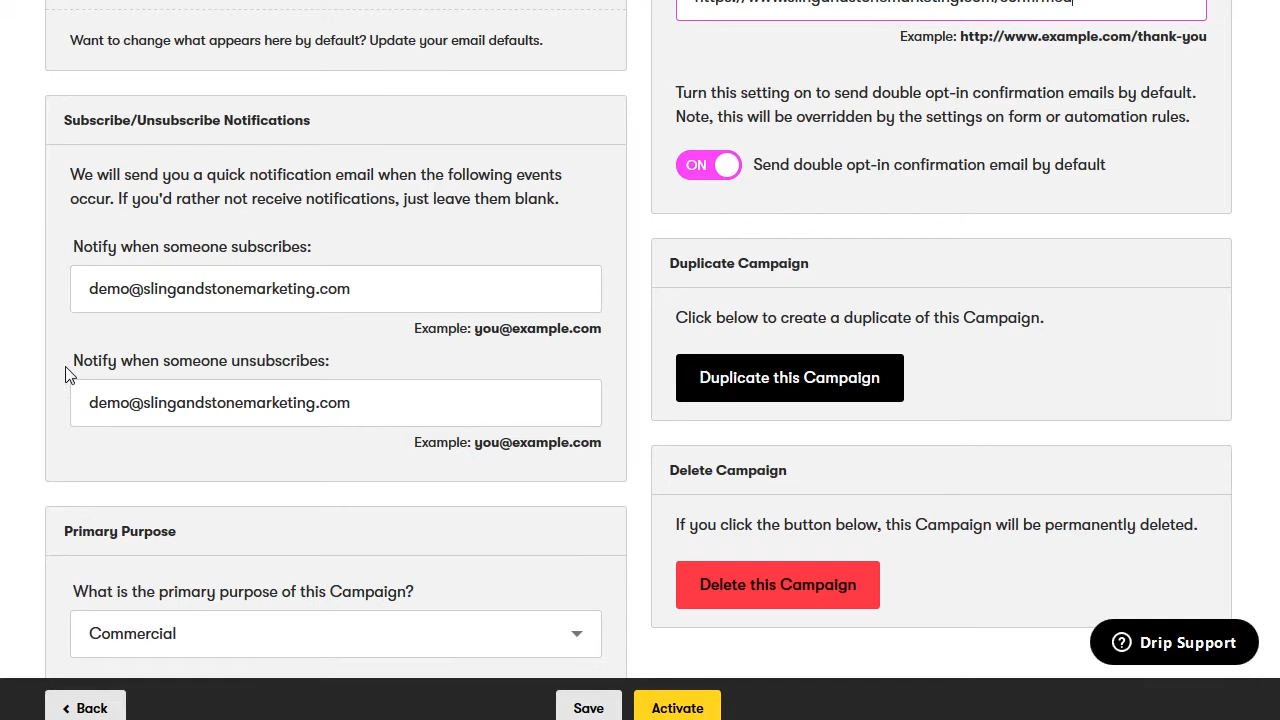 Want to change what appears here by default? Update your email defaults.
Subscribe/Unsubscribe Notifications
We will send you a quick notification email when the following events
occur. If you'd rather not receive notifications, just leave them blank.
Notify when someone subscribes:
demo@slingandstonemarketing.com
Example: you@example.com
Notify when someone unsubscribes:
demo@slingandstonemarketing.com
Example: you@example.com
Primary Purpose
What is the primary purpose of this Campaign?
Commercial
https://www.slingandstonemarketing.com/confirmed
Example: http://www.example.com/thank-you
Turn this setting on to send double opt-in confirmation emails by default.
Note, this will be overridden by the settings on form or automation rules.
ON Send double opt-in confirmation email by default
Duplicate Campaign
Click below to create a duplicate of this Campaign.
Duplicate this Campaign
Delete Campaign
If you click the button below, this Campaign will be permanently deleted.
Delete this Campaign
Drip Support
Back
Save
Activate